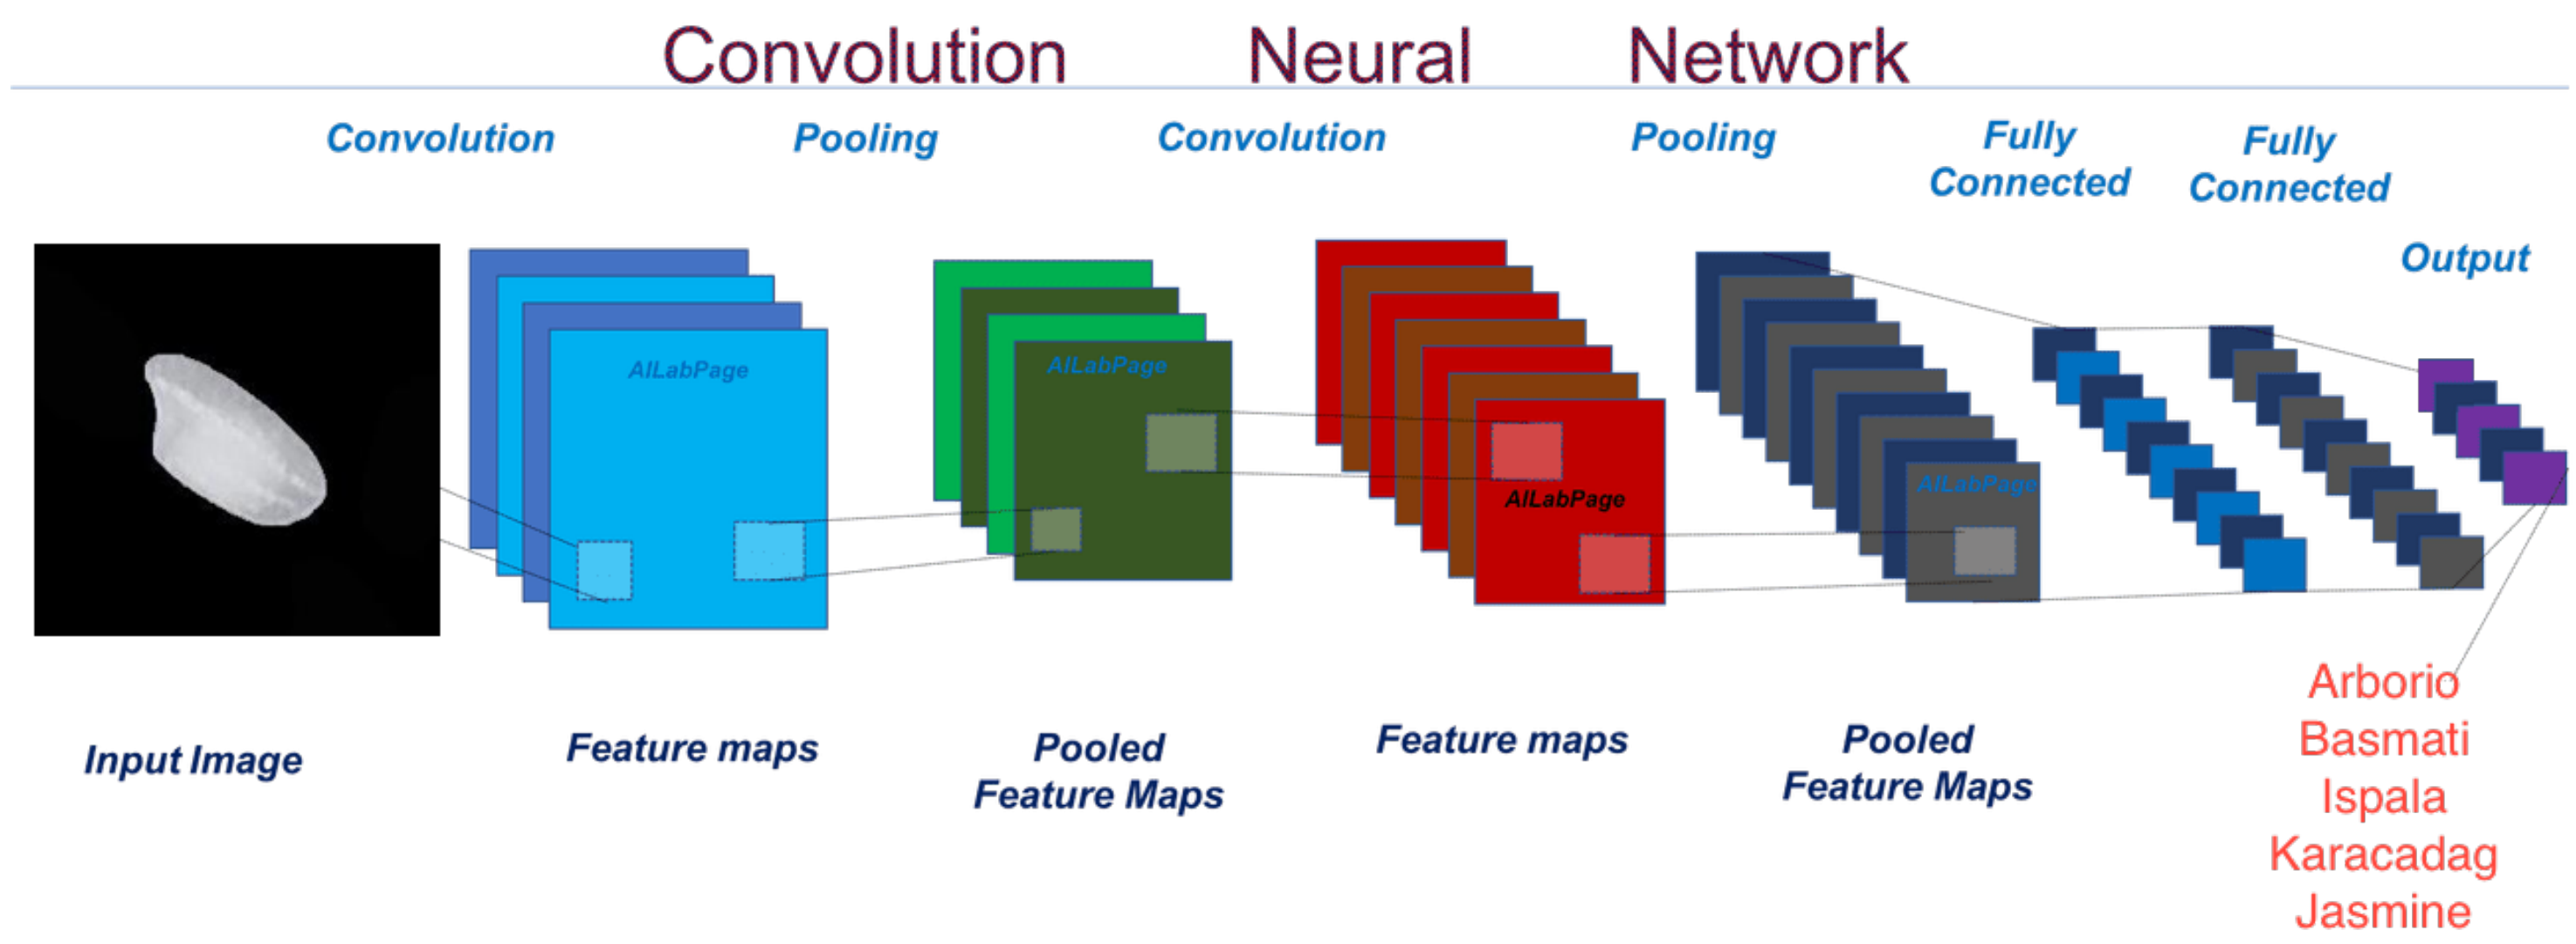 Convolution Neural Network
Convolution
Pooling
Convolution
Pooling
Fully
Connected
Fully
Connected
Output
AILabPage
AILabPage
AILabPage
AILabPage
Input Image
Feature maps
Pooled
Feature Maps
Feature maps
Pooled
Feature Maps
Arborio
Basmati
Ispala
Karacadag
Jasmine